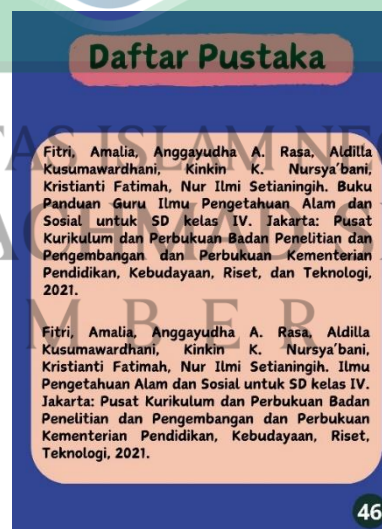 Daftar Pustaka
Fitri, Amalia, Anggayudha A. Rasa, Aldilla
Kusumawardhani, Kinkin K. Nursya'bani,
Kristianti Fatimah, Nur Ilmi Setianingih. Buku
Panduan Guru Ilmu Pengetahuan Alam dan
Sosial untuk SD kelas IV. Jakarta: Pusat
Kurikulum dan Perbukuan Badan Penelitian dan
Pengembangan dan Perbukuan Kementerian
Pendidikan, Kebudayaan, Riset, dan Teknologi,
2021.
Fitri, Amalia, Anggayudha A. Rasa, Aldilla
Kusumawardhani, Kinkin K. Nursya'bani,
Kristianti Fatimah, Nur Ilmi Setianingih. Ilmu
Pengetahuan Alam dan Sosial untuk SD kelas IV.
Jakarta: Pusat Kurikulum dan Perbukuan Badan
Penelitian dan Pengembangan dan Perbukuan
Kementerian Pendidikan, Kebudayaan, Riset,
Teknologi, 2021.
46